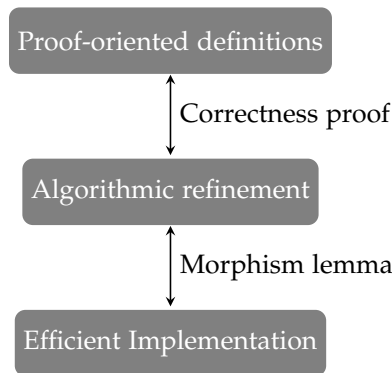 Proof-oriented definitions
Correctness proof
Algorithmic refinement
Morphism lemma
Efficient Implementation